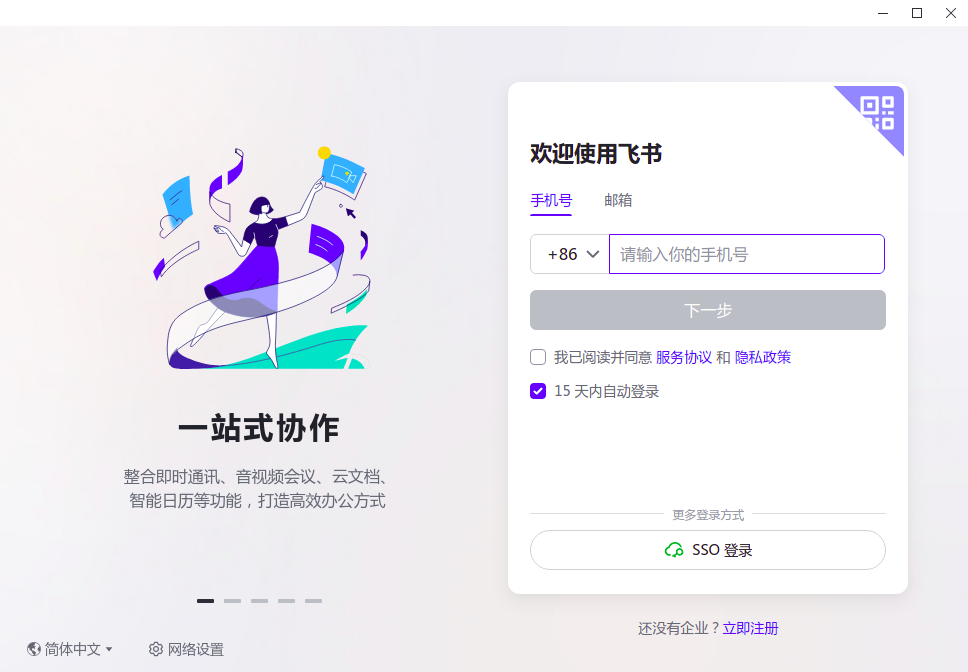 欢迎使用飞书
手机号 邮箱
+86 请输入你的手机号
下一步
我已阅读并同意 服务协议 和 隐私政策
15 天内自动登录
更多登录方式
SSO 登录
还没有企业？立即注册
一站式协作
整合即时通讯、音视频会议、云文档、
智能日历等功能，打造高效办公方式
简体中文 网络设置